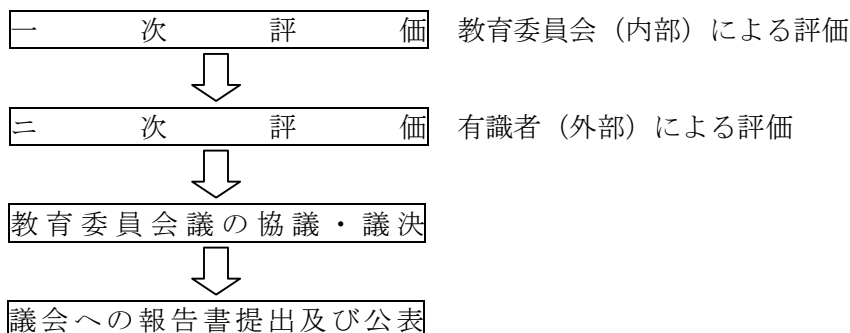 一次評価 教育委員会（内部）による評価
二次評価 有識者（外部）による評価
教育委員会議の協議・議決
議会への報告書提出及び公表